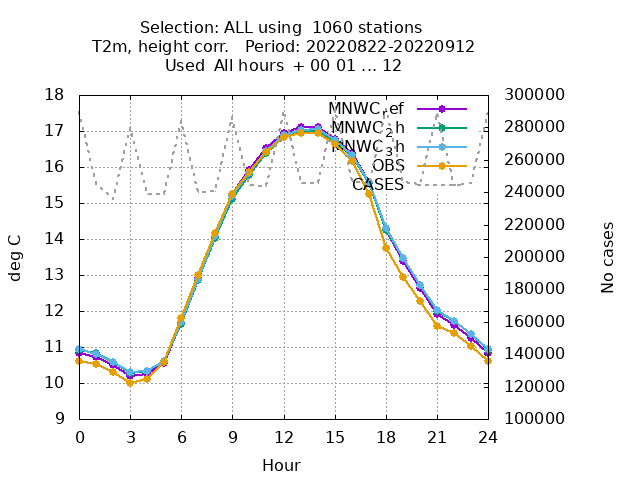 Selection: ALL using 1060 stations
T2m, height corr. Period: 20220822-20220912
Used All hours + 00 01 ... 12
18 300000
17 280000
16 260000
15 240000
14 220000
13 200000
12 180000
11 160000
10 140000
9 120000
100000
MNWC_ref
MNWC_2h
MNWC_3h
OBS
CASES
deg C
No cases
0 3 6 9 12 15 18 21 24
Hour